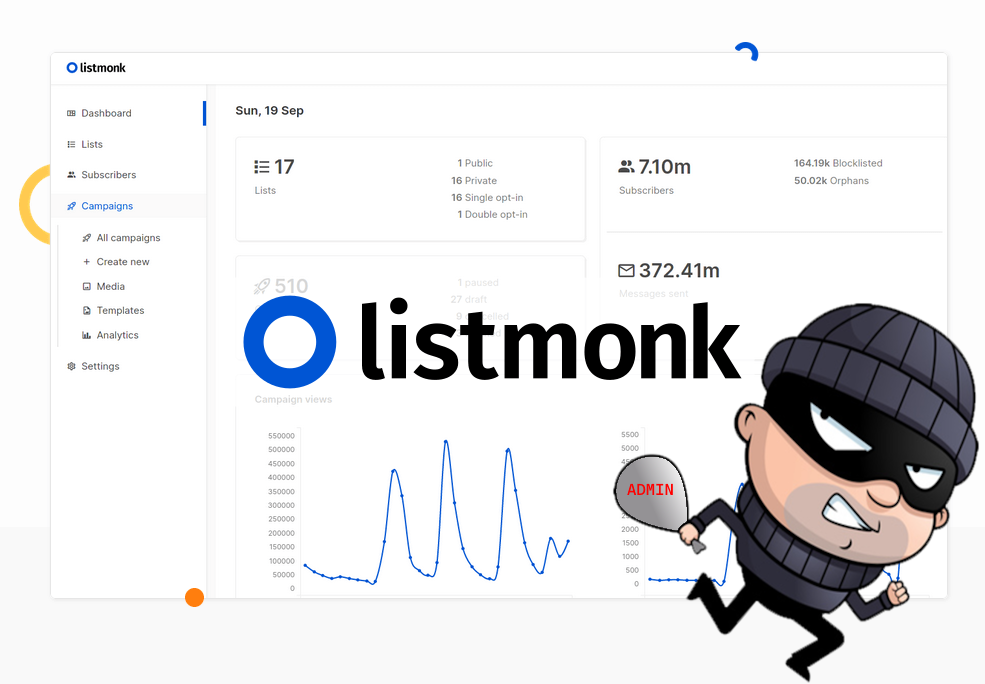 listmonk
Dashboard
Lists
Subscribers
Campaigns
All campaigns
Create new
Media
Templates
Analytics
Settings
Sun, 19 Sep
17
Lists
1 Public
16 Private
16 Single opt-in
1 Double opt-in
7.10m
Subscribers
164.19k Blocklisted
50.02k Orphans
510
1 paused
27 draft
372.41m
Messages sent
listmonk
Campaign views
550000
500000
450000
400000
350000
300000
250000
200000
150000
100000
50000
0
5500
5000
2000
1500
1000
500
0
ADMIN